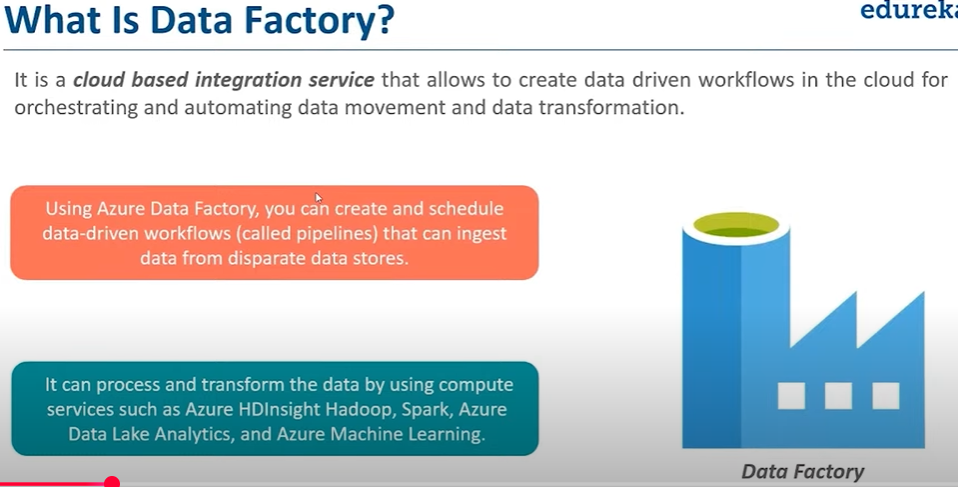 What Is Data Factory?
edureka
It is a cloud based integration service that allows to create data driven workflows in the cloud for
orchestrating and automating data movement and data transformation.
Using Azure Data Factory, you can create and schedule
data-driven workflows (called pipelines) that can ingest
data from disparate data stores.
It can process and transform the data by using compute
services such as Azure HDInsight Hadoop, Spark, Azure
Data Lake Analytics, and Azure Machine Learning.
Data Factory